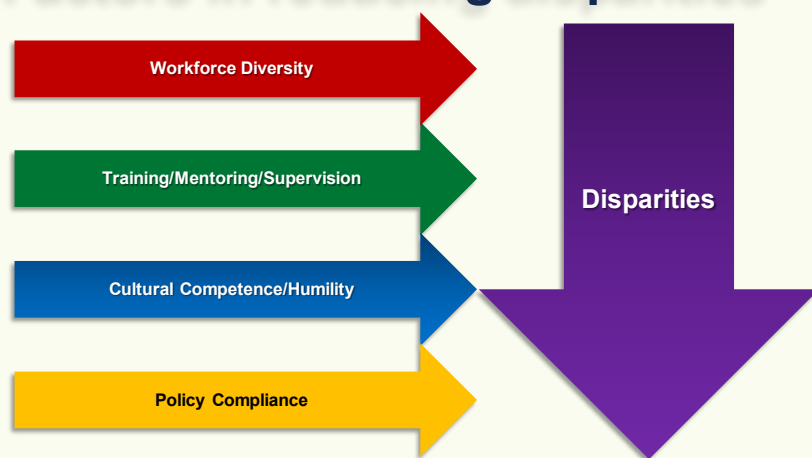 Workforce Diversity
Training/Mentoring/Supervision
Disparities
Cultural Competence/Humility
Policy Compliance